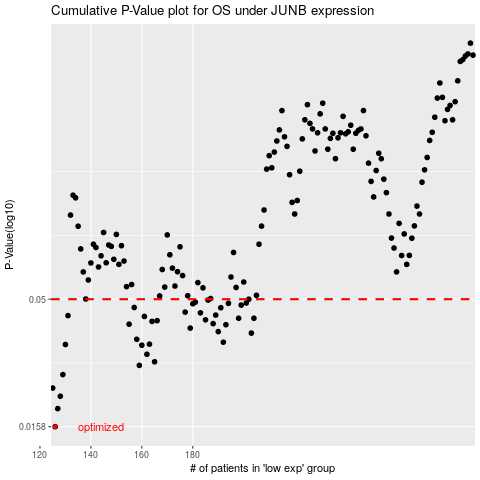 Cumulative P-Value plot for OS under JUNB expression
P-Value(log10)
0.05
0.0158
optimized
120
140
160
180
# of patients in 'low exp' group